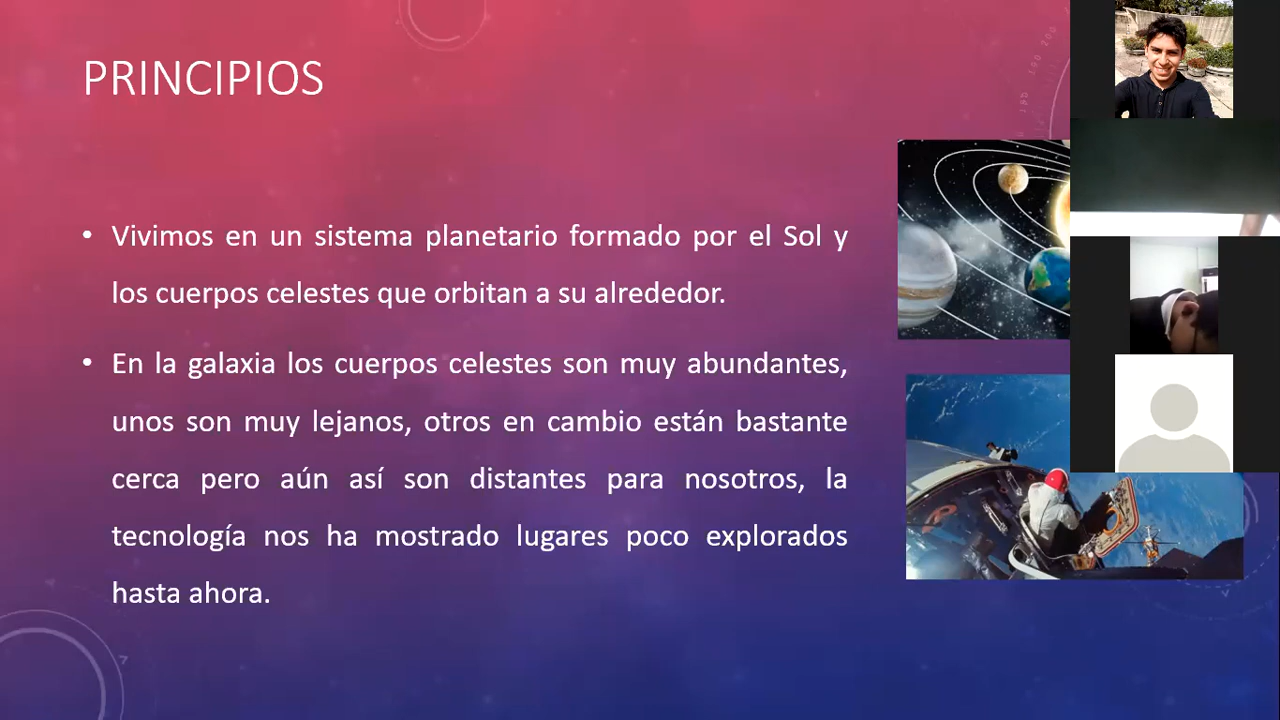 PRINCIPIOS
• Vivimos en un sistema planetario formado por el Sol y
los cuerpos celestes que orbitan a su alrededor.
• En la galaxia los cuerpos celestes son muy abundantes,
unos son muy lejanos, otros en cambio están bastante
cerca pero aún así son distantes para nosotros, la
tecnología nos ha mostrado lugares poco explorados
hasta ahora.